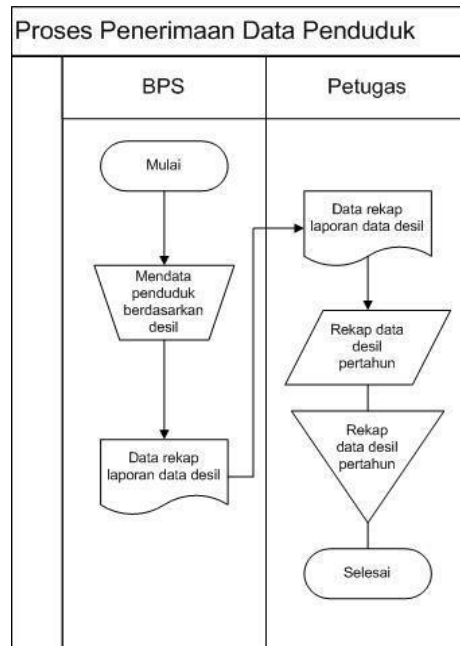 Proses Penerimaan Data Penduduk
BPS
Petugas
Mulai
Mendata
penduduk
berdasarkan
desil
Data rekap
laporan data desil
Data rekap
laporan data desil
Rekap data
desil
pertahun
Rekap
data desil
pertahun
Selesai